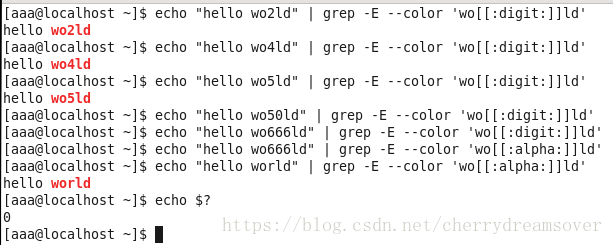 [aaa@localhost ~]$ echo "hello wo2ld" | grep -E --color 'wo[[:digit:]]ld'
hello wo2ld
[aaa@localhost ~]$ echo "hello wo4ld" | grep -E --color 'wo[[:digit:]]ld'
hello wo4ld
[aaa@localhost ~]$ echo "hello wo5ld" | grep -E --color 'wo[[:digit:]]ld'
hello wo5ld
[aaa@localhost ~]$ echo "hello wo50ld" | grep -E --color 'wo[[:digit:]]ld'
[aaa@localhost ~]$ echo "hello wo666ld" | grep -E --color 'wo[[:digit:]]ld'
[aaa@localhost ~]$ echo "hello wo666ld" | grep -E --color 'wo[[:alpha:]]ld'
[aaa@localhost ~]$ echo "hello world" | grep -E --color 'wo[[:alpha:]]ld'
hello world
[aaa@localhost ~]$ echo $?
0
[aaa@localhost ~]$
https://blog.csdn.net/cherrydreamsover